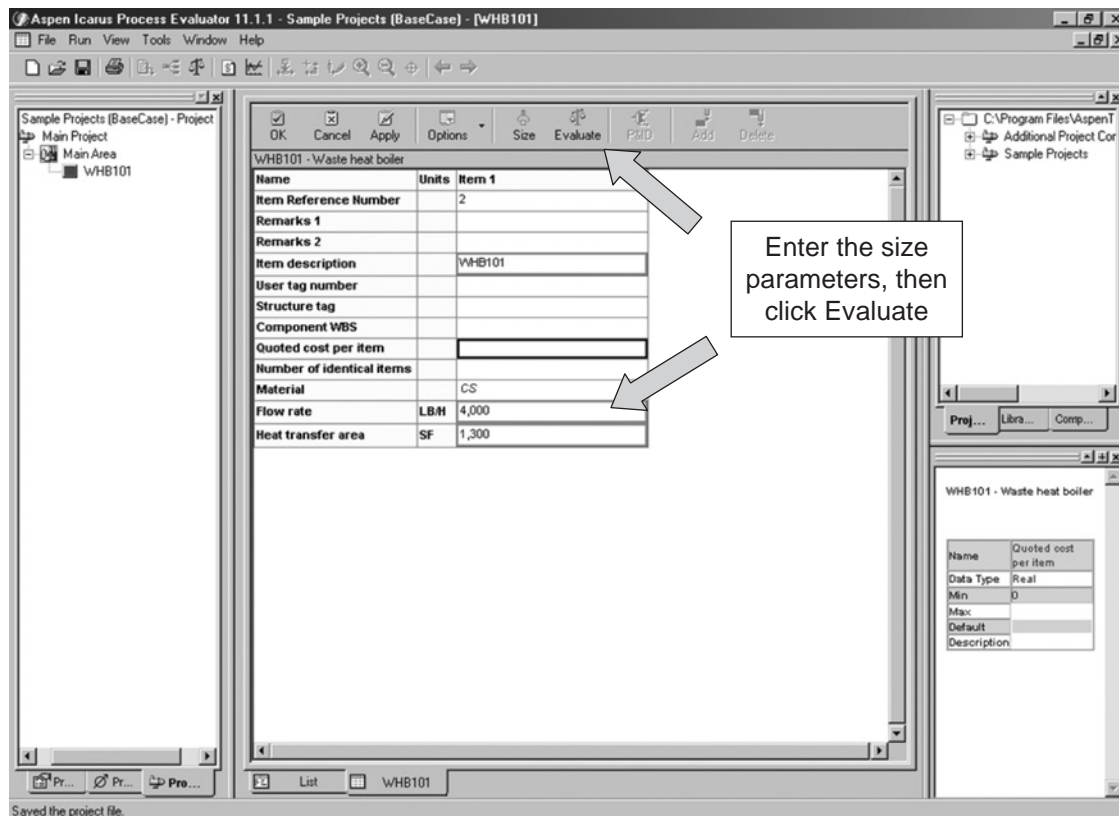 Aspen Icarus Process Evaluator 11.1.1 - Sample Projects (BaseCase) - [WHB101]
File Run View Tools Window Help
Sample Projects (BaseCase) - Project
Main Project
Main Area
WHB101
OK Cancel Apply Options Size Evaluate P&ID Add Delete
WHB101 - Waste heat boiler
Name Units Item 1
Item Reference Number 2
Remarks 1
Remarks 2
Item description WHB101
User tag number
Structure tag
Component WBS
Quoted cost per item
Number of identical items
Material CS
Flow rate LB/H 4,000
Heat transfer area SF 1,300
Enter the size
parameters, then
click Evaluate
C:\Program Files\AspenT
Additional Project Cor
Sample Projects
Proj... Libra... Comp...
WHB101 - Waste heat boiler
Name Quoted cost
per item
Data Type Real
Min 0
Max
Default
Description
Pr... Pr... Pro...
List WHB101
Saved the project file.